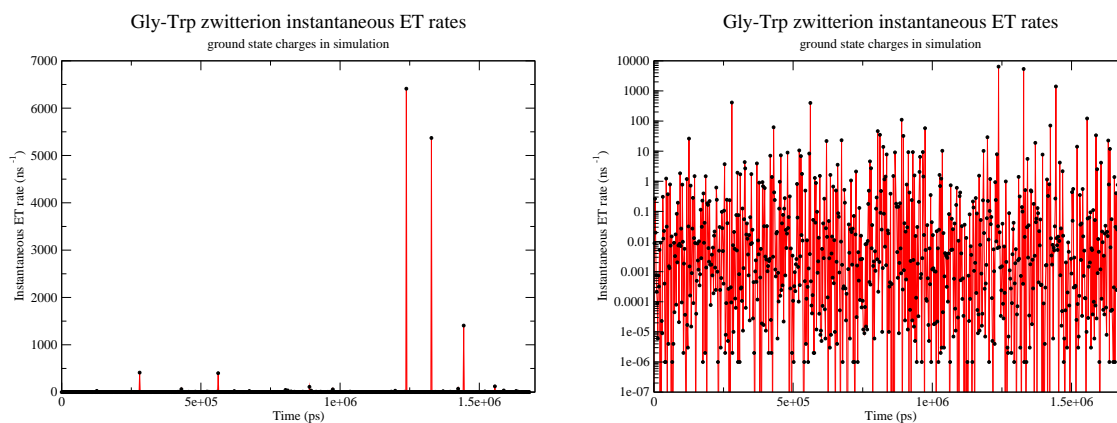 Gly-Trp zwitterion instantaneous ET rates
ground state charges in simulation
7000
6000
5000
4000
3000
2000
1000
0
Instantaneous ET rate (ns -1)
0
5e+05
1e+06
1.5e+06
Time (ps)
Gly-Trp zwitterion instantaneous ET rates
ground state charges in simulation
10000
1000
100
10
1
0.1
0.01
0.001
0.0001
1e-05
1e-06
1e-07
Instantaneous ET rate (ns -1)
0
5e+05
1e+06
1.5e+06
Time (ps)